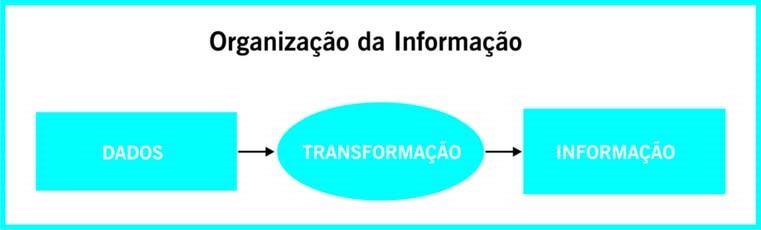 Organização da Informação
DADOS
TRANSFORMAÇÃO
INFORMAÇÃO